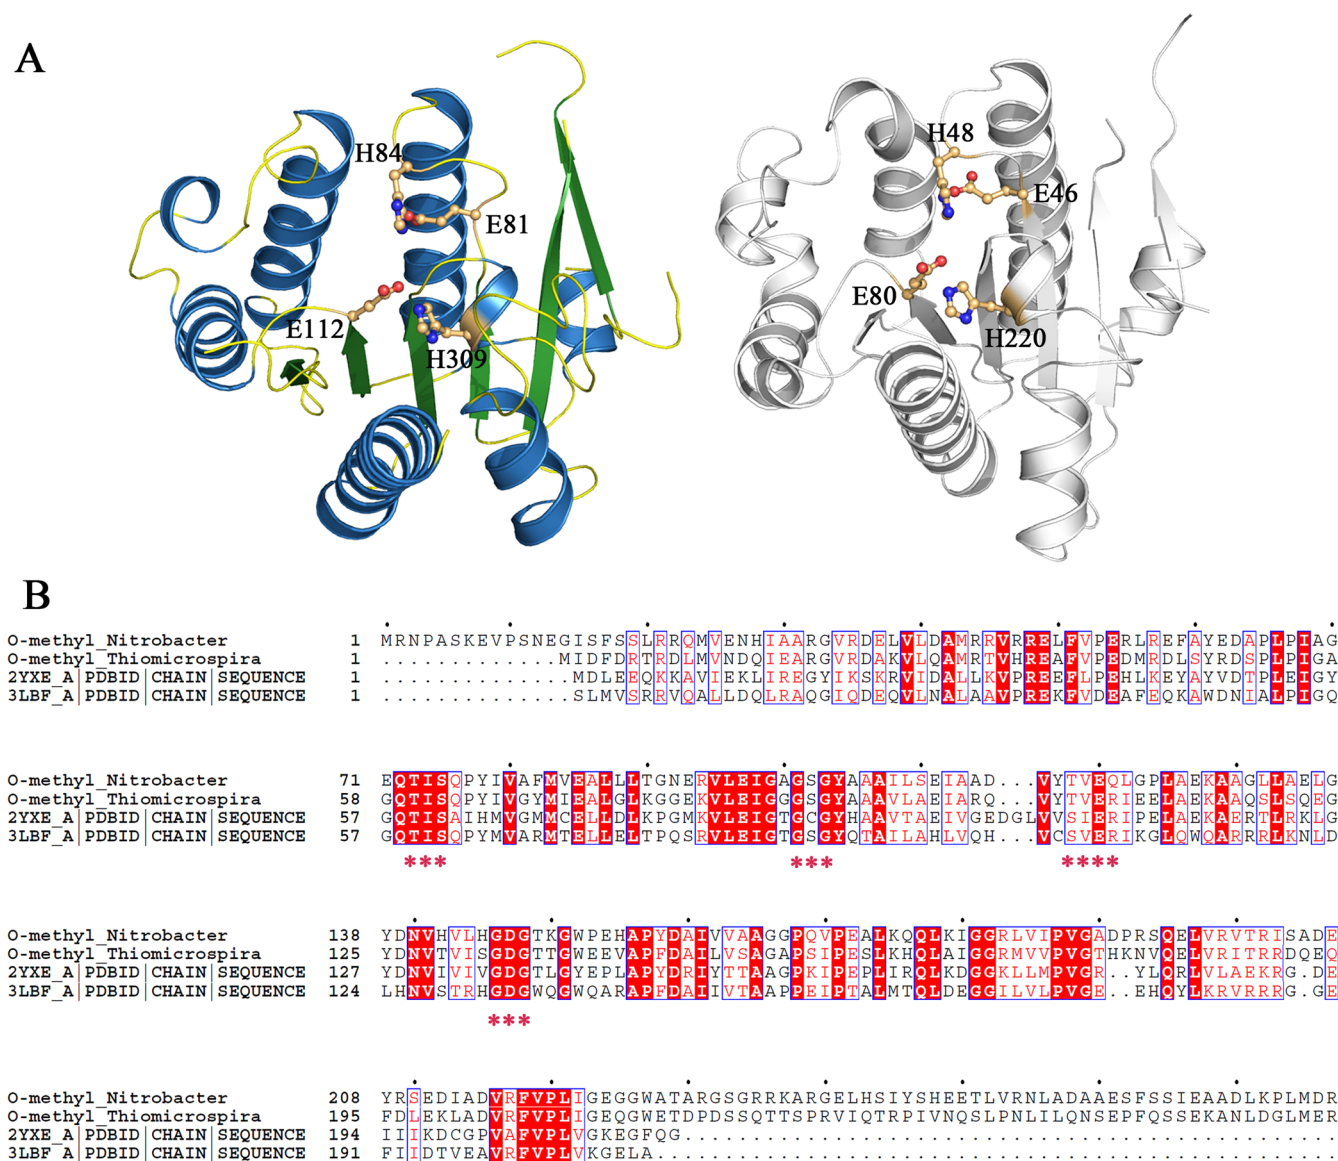 A
H84
E81
E112
H309
H48
E46
E80
H220
B
O-methyl_Nitrobacter 1 MRNPASKEVPSNEGISFSSLRRQMVENHIAARGVRDELVLDAMRRVRRELFVPERLREFAYEDAPLPIAG
O-methyl_Thiomicrospira 1 .............MIDFDRTRDLMVNDQIEARGVRDAKVLQAMRTVHREAFVPEDMRDLSYRDSPLPIGA
2YXE_A|PDBID|CHAIN|SEQUENCE 1 ..............MDLEEQKKAVIEKLIREGYIKSKRVIDALLKVPREEFLPEHLKEYAYVDTPLEIGY
3LBF_A|PDBID|CHAIN|SEQUENCE 1 ..............SLMVSRRVQALLDQLRAQGIQDEQVLNALAAVPREKFVDEAFEQKAWDNIALPIGQ
O-methyl_Nitrobacter 71 EQTISQPYIVAFMVEALLLTGNERVLEIGAGSGYAAAILSEIAAD...VYTVEQLGPLAEKAAGLLAELG
O-methyl_Thiomicrospira 58 GQTISQPYIVGYMIEALGLKGGEKVLEIGGGSGYAAAVLAEIARQ...VYTVERIEELAEKAAQSLSQEG
2YXE_A|PDBID|CHAIN|SEQUENCE 57 GQTISAIHMVGMMCELLDLKPGMKVLEIGTGCGYHAAVTAEIVGEDGLVVSIERIPELAEKAERTLRKLG
3LBF_A|PDBID|CHAIN|SEQUENCE 57 GQTISQPYMVARMTELLELTPQSRVLEIGTGSGYQTAILAHLVQH...VCSVERIKGLQWQARRRLKNLD
*** *** ****
O-methyl_Nitrobacter 138 YDNVHVLHGDGTKGWPEHAPYDAIVVAAGGPQVPEALKQQLKIGGRLVIPVGADPRSQELVRVTRISADE
O-methyl_Thiomicrospira 125 YDNVTVISGDGTTGWEEVAPYDAILVSAGAPKIPESLKHQLAIGGRMVVPVGTHKNVQELVRITRRDQEQ
2YXE_A|PDBID|CHAIN|SEQUENCE 127 YDNVIVIVGDGTLGYEPLAPYDRIYTTAAGPKIPEPLIRQLKDGGKLLMPVGR..YLQRLVLAEKRG.DE
3LBF_A|PDBID|CHAIN|SEQUENCE 124 LHNVSTRHGDGWQGWQARAPFDAIIVTAAPPEIPTALMTQLDEGGILVLPVGE..EHQYLKRVRRRG.GE
***
O-methyl_Nitrobacter 208 YRSEDIADVRFVPLIGEGGWATARGSGRRKARGELHSIYSHEETLVRNLADAAESFSSIEAADLKPLMDR
O-methyl_Thiomicrospira 195 FDLEKLADVRFVPLIGEQGWETDPDSSQTTSPRVIQTRPIVNQSLPNLILQNSEPFQSSEKANLDGLMER
2YXE_A|PDBID|CHAIN|SEQUENCE 194 IIIKDCGPVAFVPLVGKEGFQG................................................
3LBF_A|PDBID|CHAIN|SEQUENCE 191 FIIDTVEAVRFVPLVKGELA..................................................